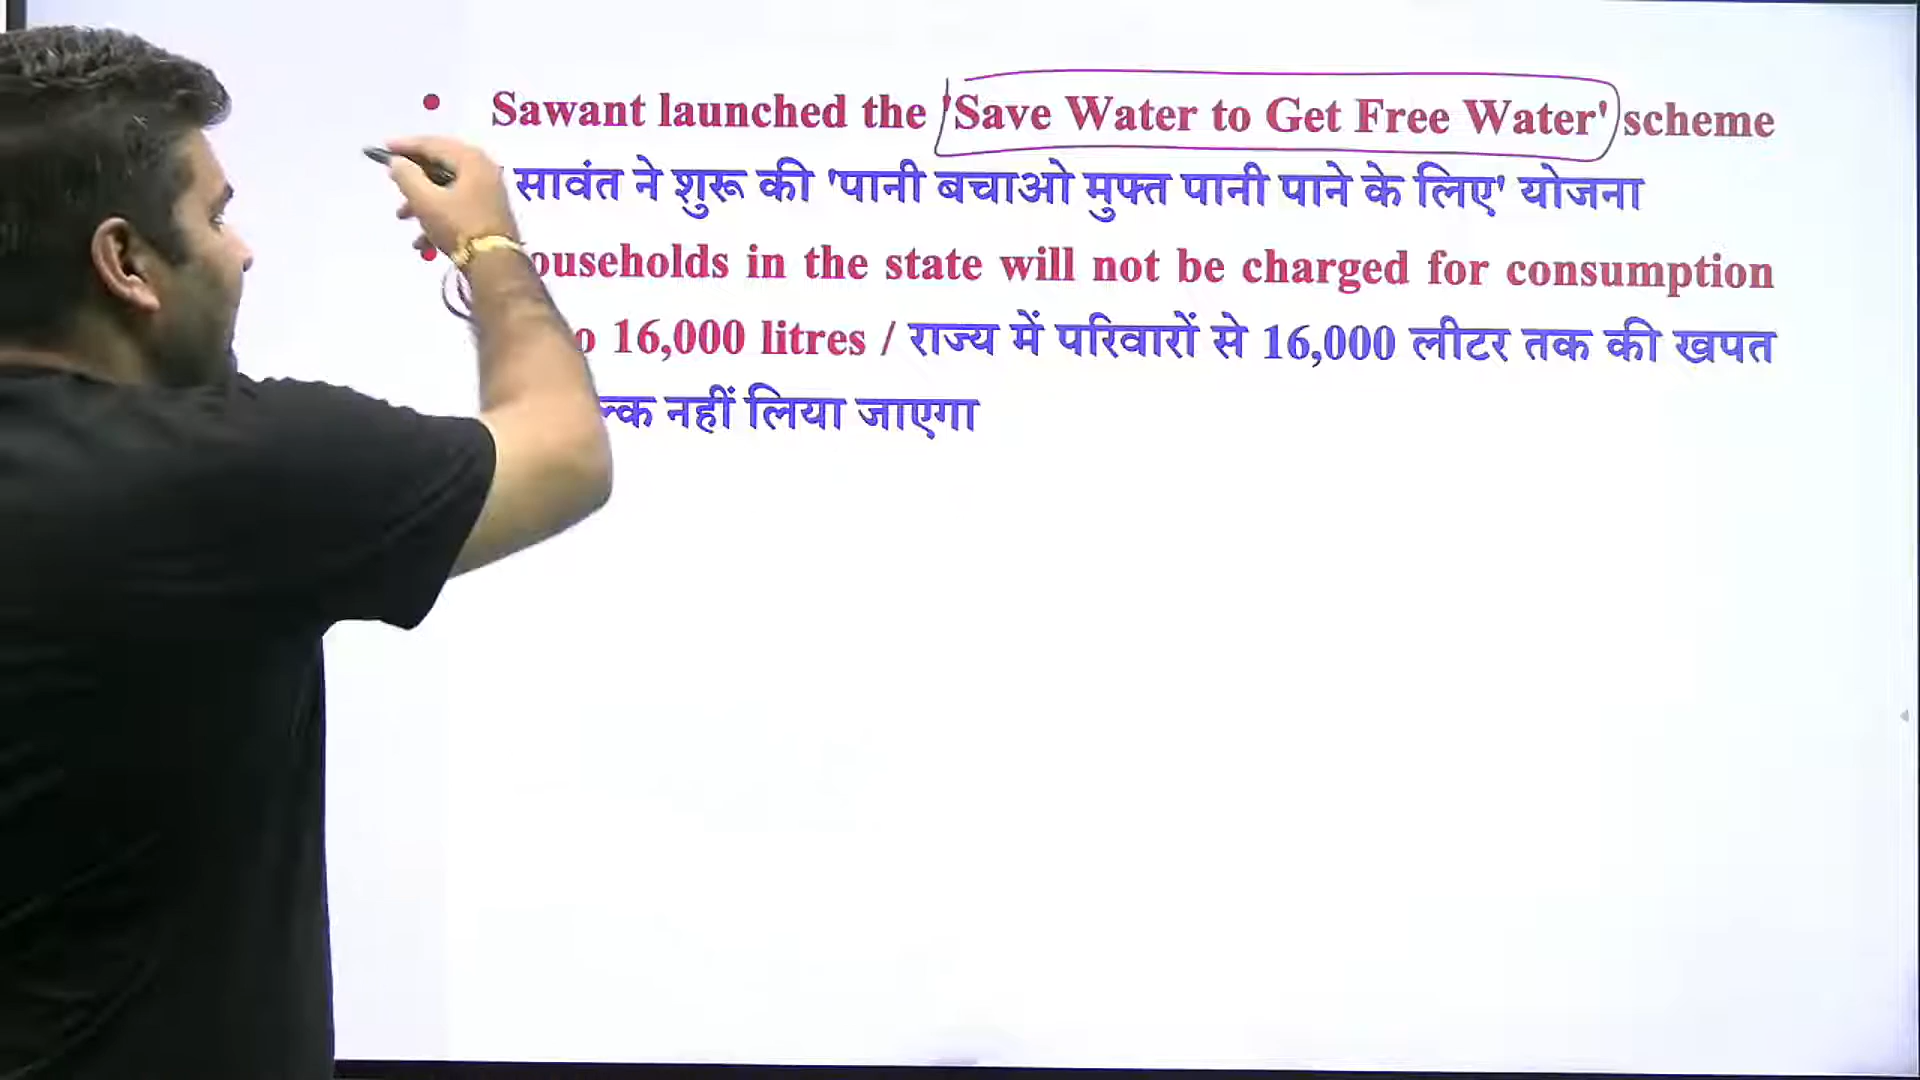 • Sawant launched the 'Save Water to Get Free Water' scheme
सावंत ने शुरू की 'पानी बचाओ मुफ्त पानी पाने के लिए' योजना
• in the state will not be charged for consumption
16,000 litres / राज्य में परिवारों से 16,000 लीटर तक की खपत
नहीं लिया जाएगा